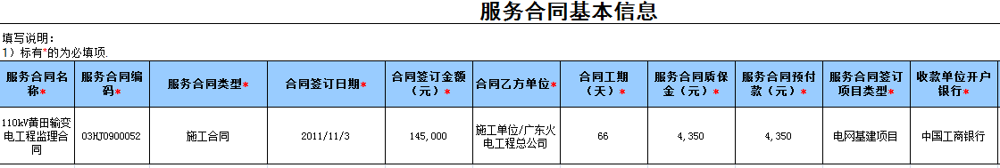 服务合同基本信息
填写说明：
1）标有*的为必填项.
服务合同名称* 服务合同编码* 服务合同类型* 合同签订日期* 合同签订金额（元）* 合同乙方单位* 合同工期（天）* 服务合同质保金（元）* 服务合同预付款（元）* 服务合同签订项目类型* 收款单位开户银行*
110kV黄田输变电工程监理合同 03HJ0900052 施工合同 2011/11/3 145,000 施工单位/广东火电工程总公司 66 4,350 4,350 电网基建项目 中国工商银行